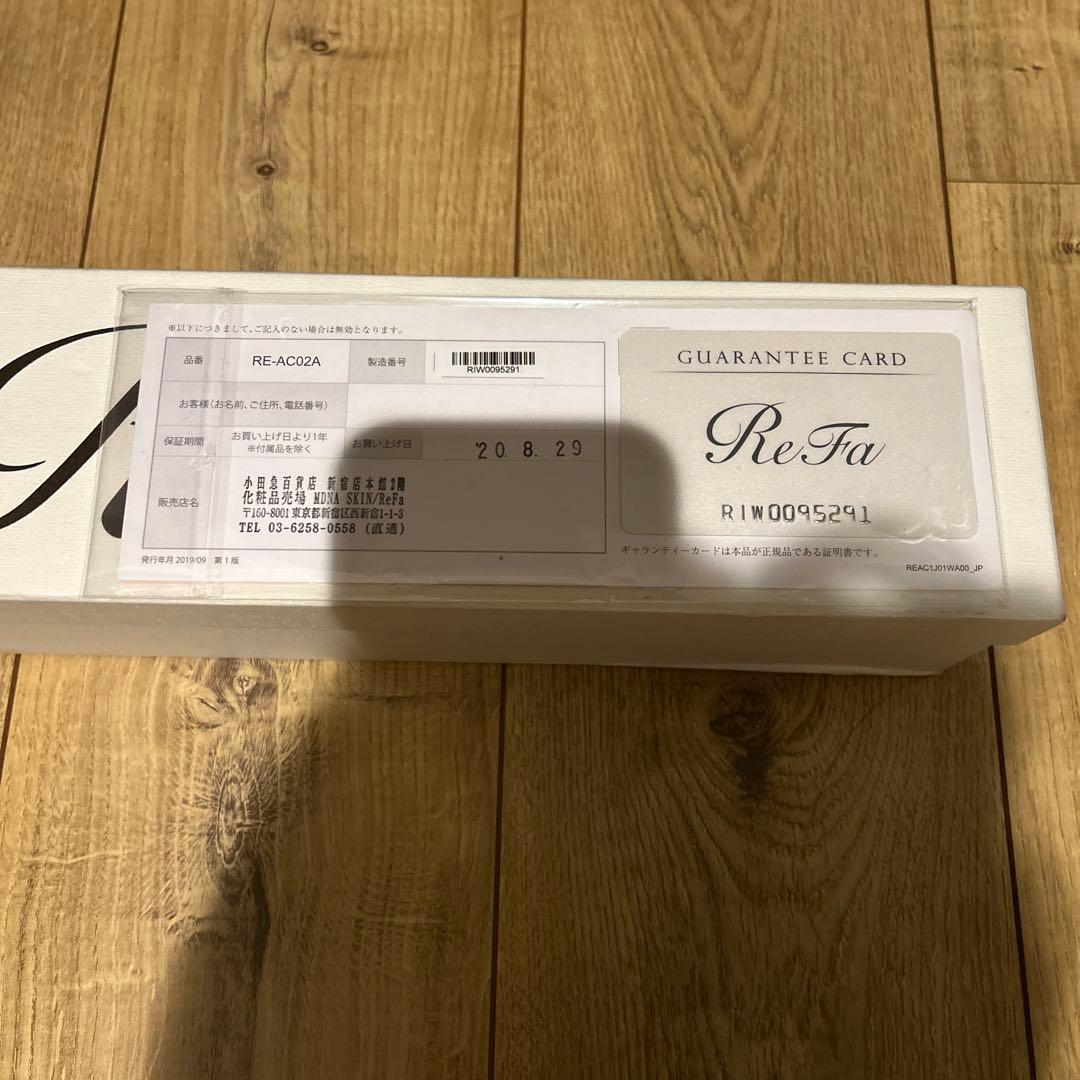 ※以下につきまして、ご記入のない場合は無効となります。
品番 RE-AC02A 製造番号 RIW0095291
お客様(お名前、ご住所、電話番号)
保証期間 お買い上げ日より1年 ※付属品を除く お買い上げ日 '20. 8. 29
販売店名
小田急百貨店 新宿店本館2階
化粧品売場 MDNA SKIN/ReFa
〒160-8001 東京都新宿区西新宿1-1-3
TEL 03-6258-0558 (直通)
発行年月 2019/09 第1版
GUARANTEE CARD
ReFa
RIW0095291
ギャランティーカードは本品が正規品である証明書です。
REAC1J01WA00_JP